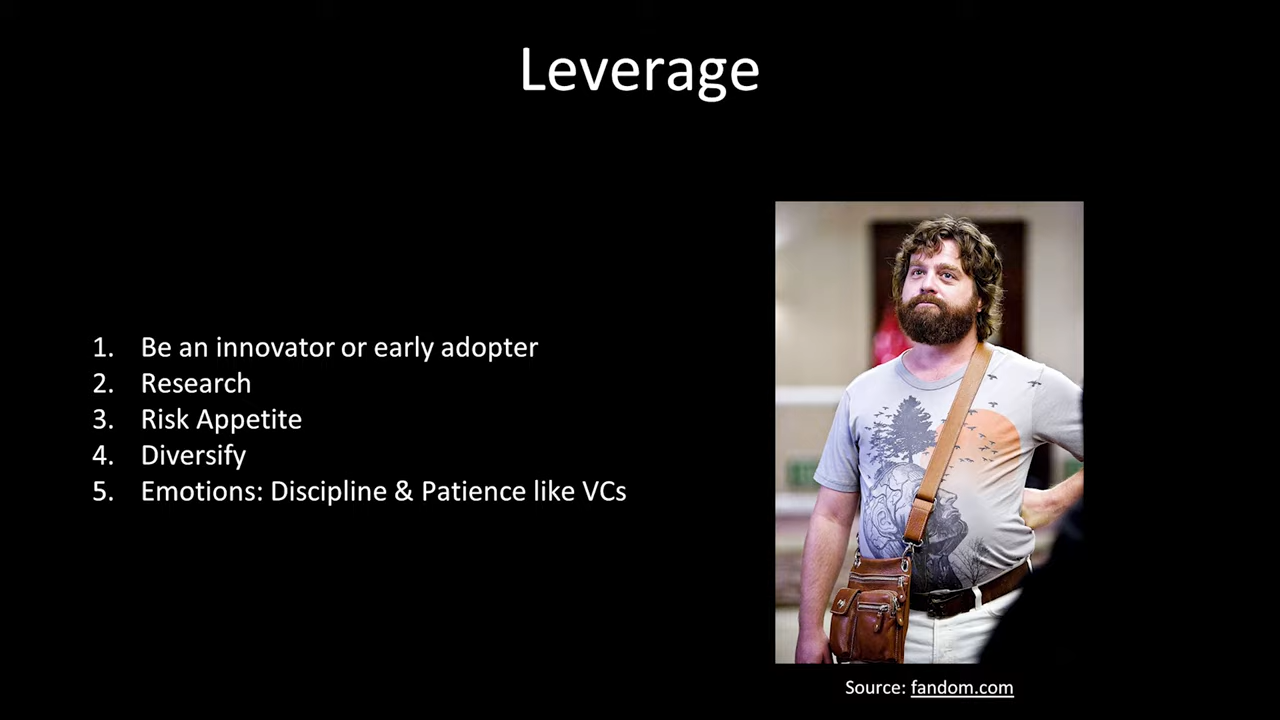 Leverage
1. Be an innovator or early adopter
2. Research
3. Risk Appetite
4. Diversify
5. Emotions: Discipline & Patience like VCs
Source: fandom.com